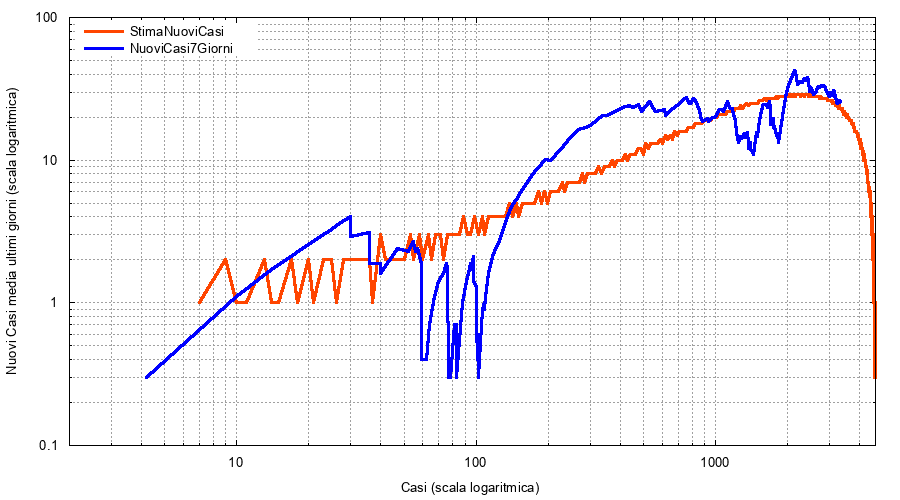 100
StimaNuoviCasi
NuoviCasi7Giorni
10
1
0.1
10
100
1000
Nuovi Casi media ultimi giorni (scala logaritmica)
Casi (scala logaritmica)